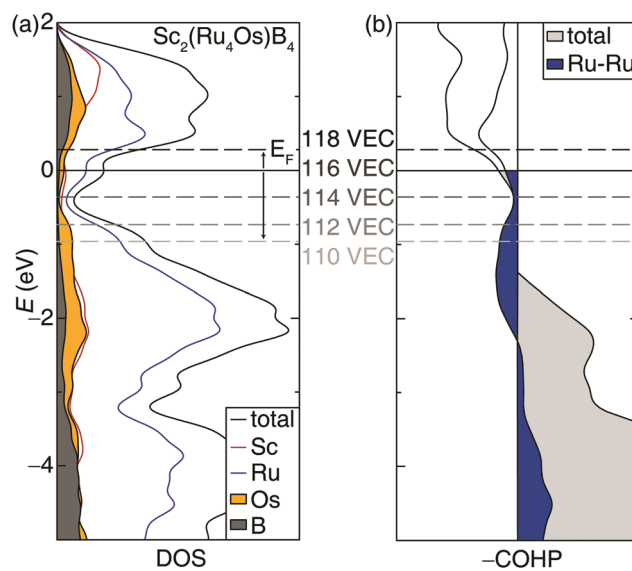 (a)
Sc₂(Ru₄Os)B₄
2
0
−2
−4
E (eV)
E_F
total
Sc
Ru
Os
B
DOS
118 VEC
116 VEC
114 VEC
112 VEC
110 VEC
(b)
total
Ru-Ru
−COHP